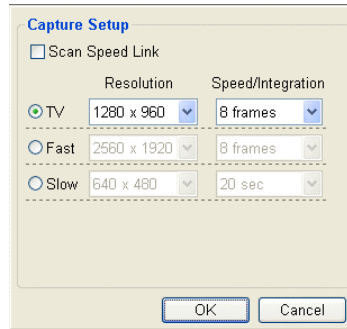 Capture Setup
Scan Speed Link
Resolution Speed/Integration
TV 1280 x 960 8 frames
Fast 2560 x 1920 8 frames
Slow 640 x 480 20 sec
OK Cancel